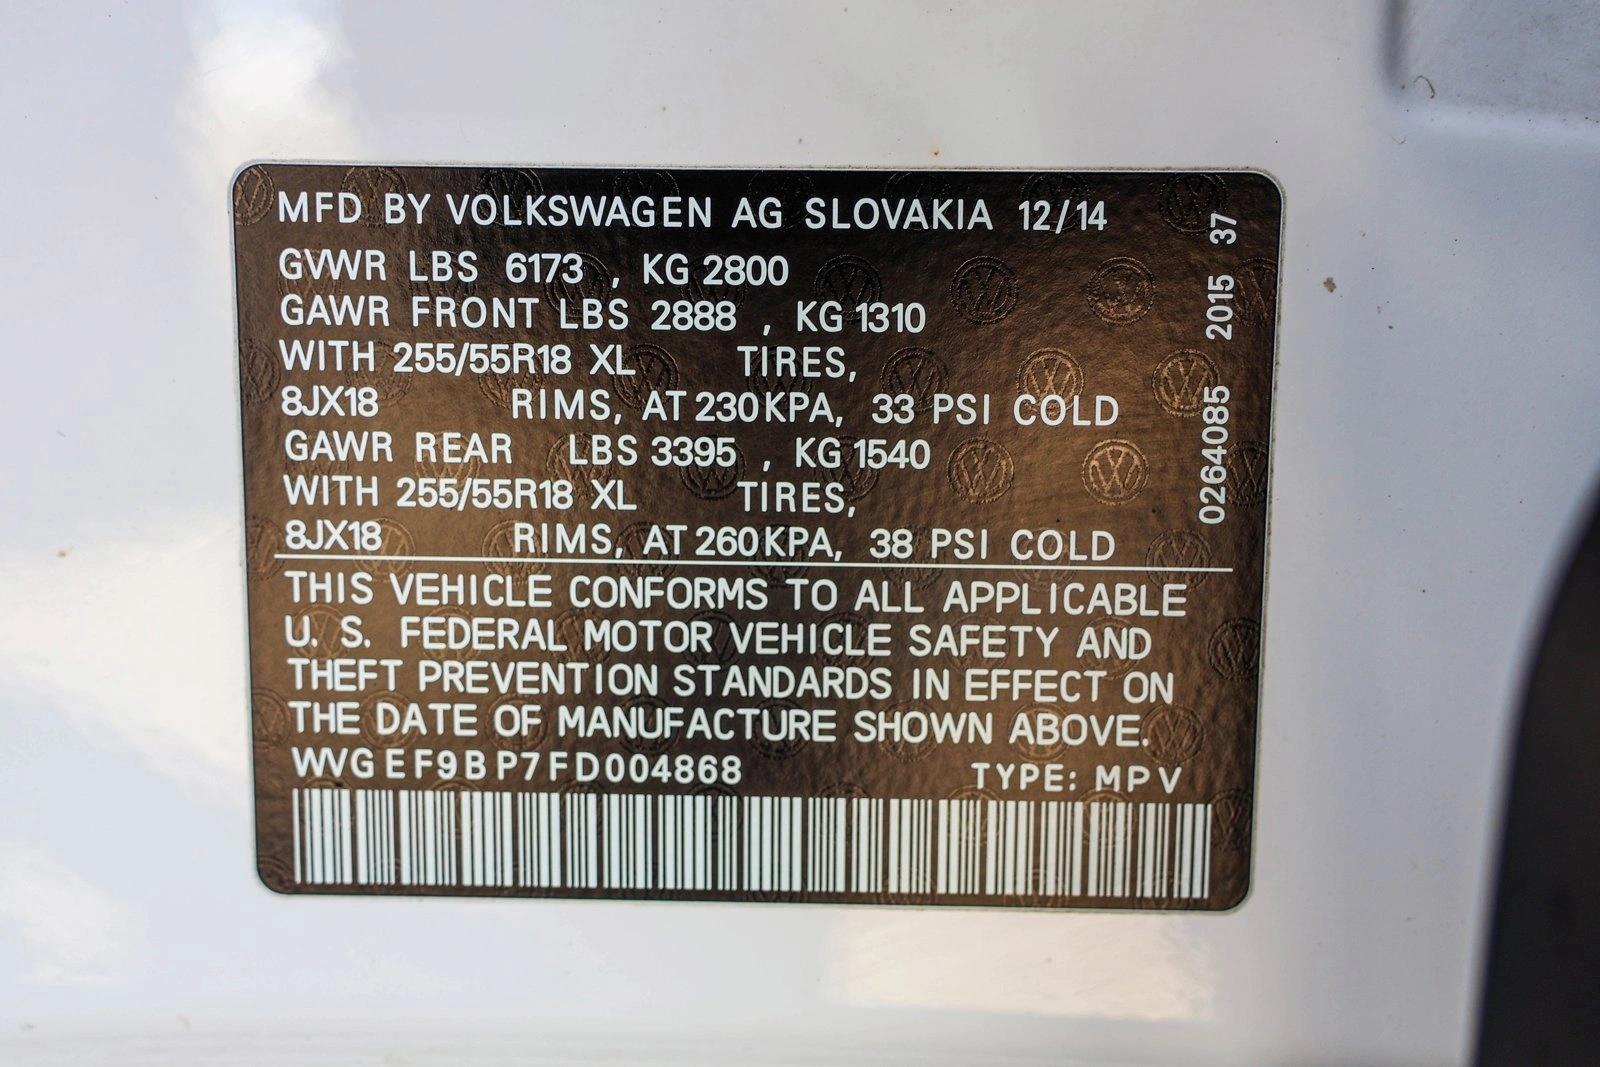 MFD BY VOLKSWAGEN AG SLOVAKIA 12/14
GVWR LBS 6173 , KG 2800
GAWR FRONT LBS 2888 , KG 1310
WITH 255/55R18 XL TIRES,
8JX18 RIMS, AT 230KPA, 33 PSI COLD
GAWR REAR LBS 3395 , KG 1540
WITH 255/55R18 XL TIRES,
8JX18 RIMS, AT 260KPA, 38 PSI COLD
THIS VEHICLE CONFORMS TO ALL APPLICABLE
U. S. FEDERAL MOTOR VEHICLE SAFETY AND
THEFT PREVENTION STANDARDS IN EFFECT ON
THE DATE OF MANUFACTURE SHOWN ABOVE.
WVGEF9BP7FD004868 TYPE: MPV
0264085 2015 37